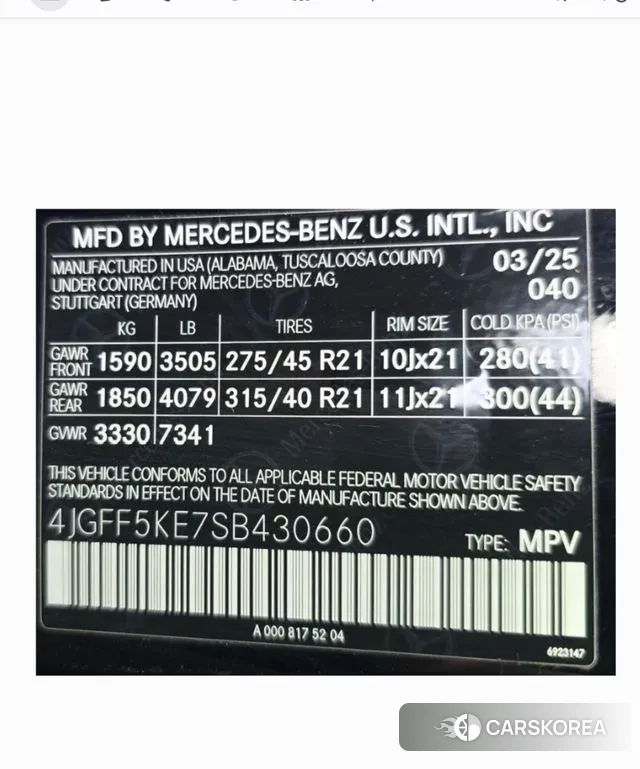 MFD BY MERCEDES-BENZ U.S. INTL., INC
MANUFACTURED IN USA (ALABAMA, TUSCALOOSA COUNTY) 03/25
UNDER CONTRACT FOR MERCEDES-BENZ AG, 040
STUTTGART (GERMANY)
KG LB TIRES RIM SIZE COLD KPA (PSI)
GAWR FRONT 1590 3505 275/45 R21 10Jx21 280(41)
GAWR REAR 1850 4079 315/40 R21 11Jx21 300(44)
GVWR 3330 7341
THIS VEHICLE CONFORMS TO ALL APPLICABLE FEDERAL MOTOR VEHICLE SAFETY
STANDARDS IN EFFECT ON THE DATE OF MANUFACTURE SHOWN ABOVE.
4JGFF5KE7SB430660 TYPE: MPV
A 000 817 52 04
6923147
CARSKOREA